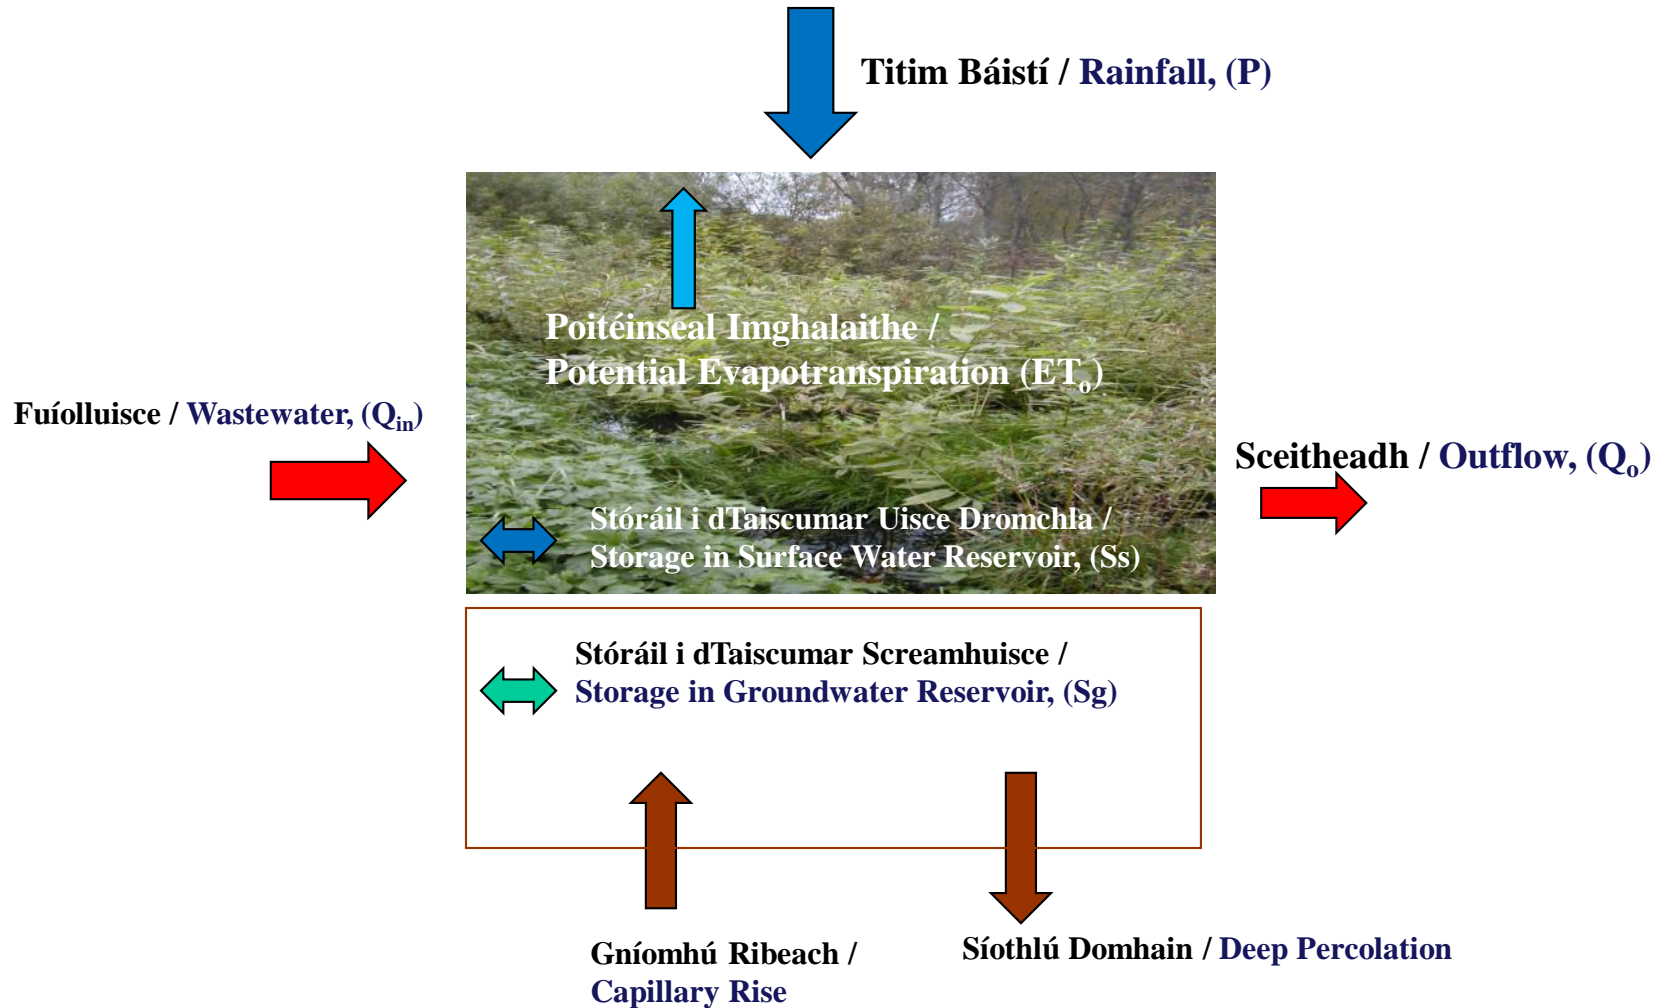 Titim Báistí / Rainfall, (P)
Poitéinseal Imghalaithe /
Potential Evapotranspiration (ETo)
Fuíolluisce / Wastewater, (Qin)
Sceitheadh / Outflow, (Qo)
Stóráil i dTaiscumar Uisce Dromchla /
Storage in Surface Water Reservoir, (Ss)
Stóráil i dTaiscumar Screamhuisce /
Storage in Groundwater Reservoir, (Sg)
Gníomhú Ribeach /
Capillary Rise
Síothlú Domhain / Deep Percolation